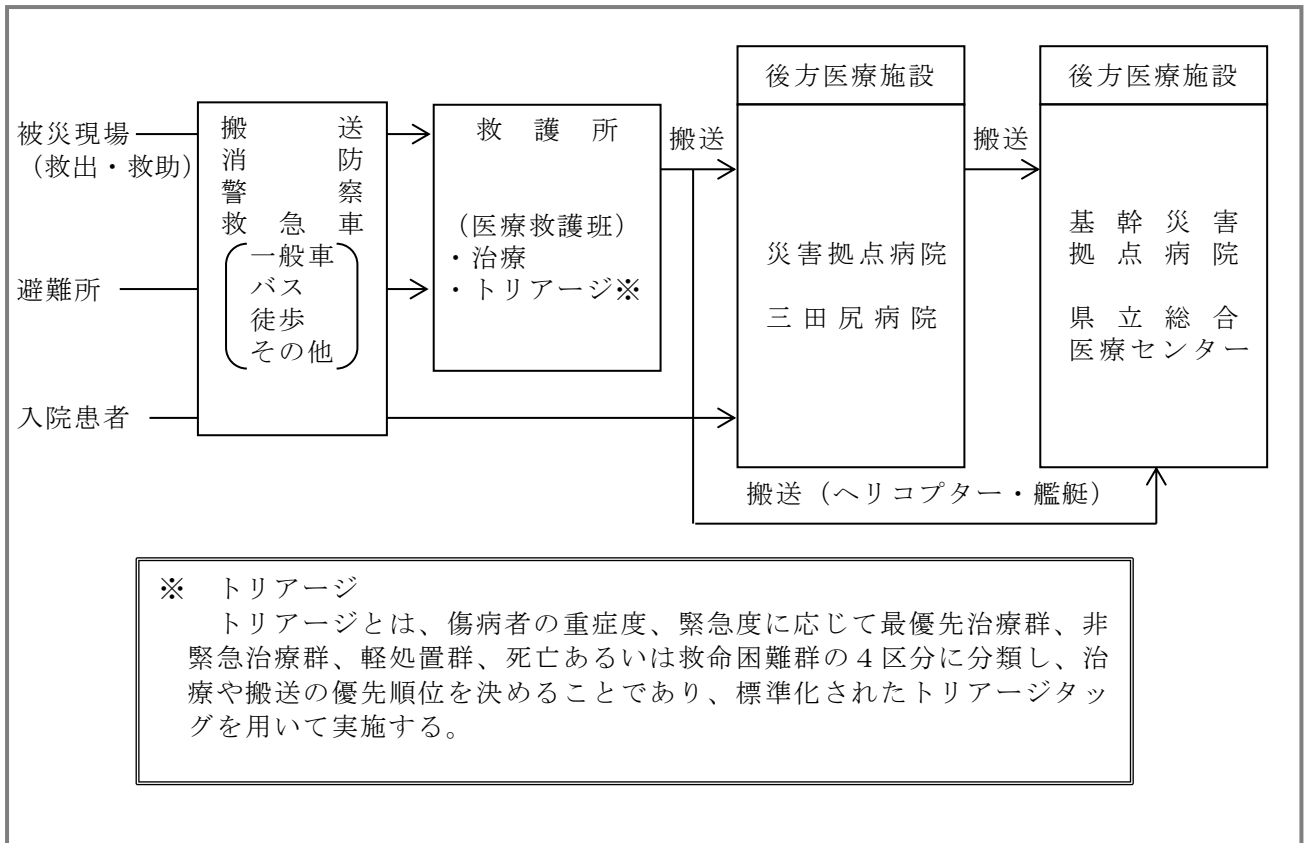 被災現場
（救出・救助）
避難所
入院患者
搬送
消防
警察
救急車
一般車
バス
徒歩
その他
救護所
（医療救護班）
・治療
・トリアージ※
搬送
後方医療施設
災害拠点病院
三田尻病院
搬送
後方医療施設
基幹災害
拠点病院
県立総合
医療センター
搬送（ヘリコプター・艦艇）
※　トリアージ
トリアージとは、傷病者の重症度、緊急度に応じて最優先治療群、非
緊急治療群、軽処置群、死亡あるいは救命困難群の４区分に分類し、治
療や搬送の優先順位を決めることであり、標準化されたトリアージタッ
グを用いて実施する。